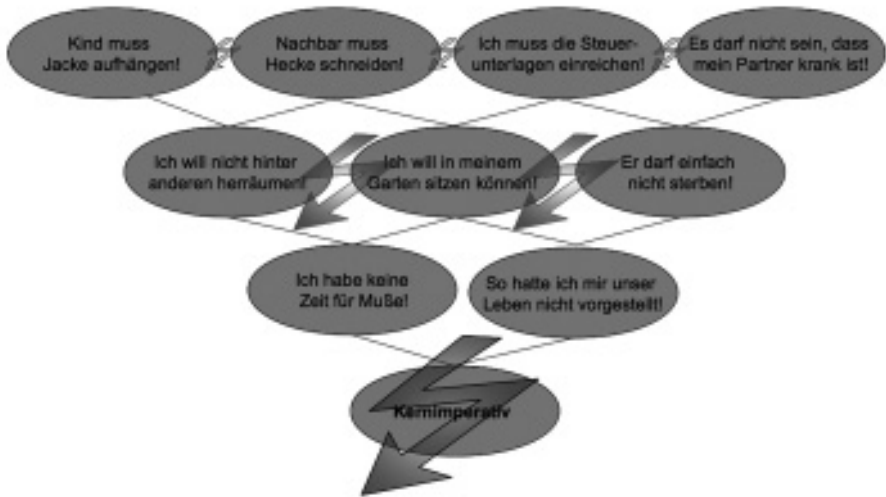 Kind muss
Jacke aufhängen!
Nachbar muss
Hecke schneiden!
Ich muss die Steuer-
unterlagen einreichen!
Es darf nicht sein, dass
mein Partner krank ist!
Ich will nicht hinter
anderen herräumen!
Ich will in meinem
Garten sitzen können!
Er darf einfach
nicht sterben!
Ich habe keine
Zeit für Muße!
So hatte ich mir unser
Leben nicht vorgestellt!
Kernimperativ